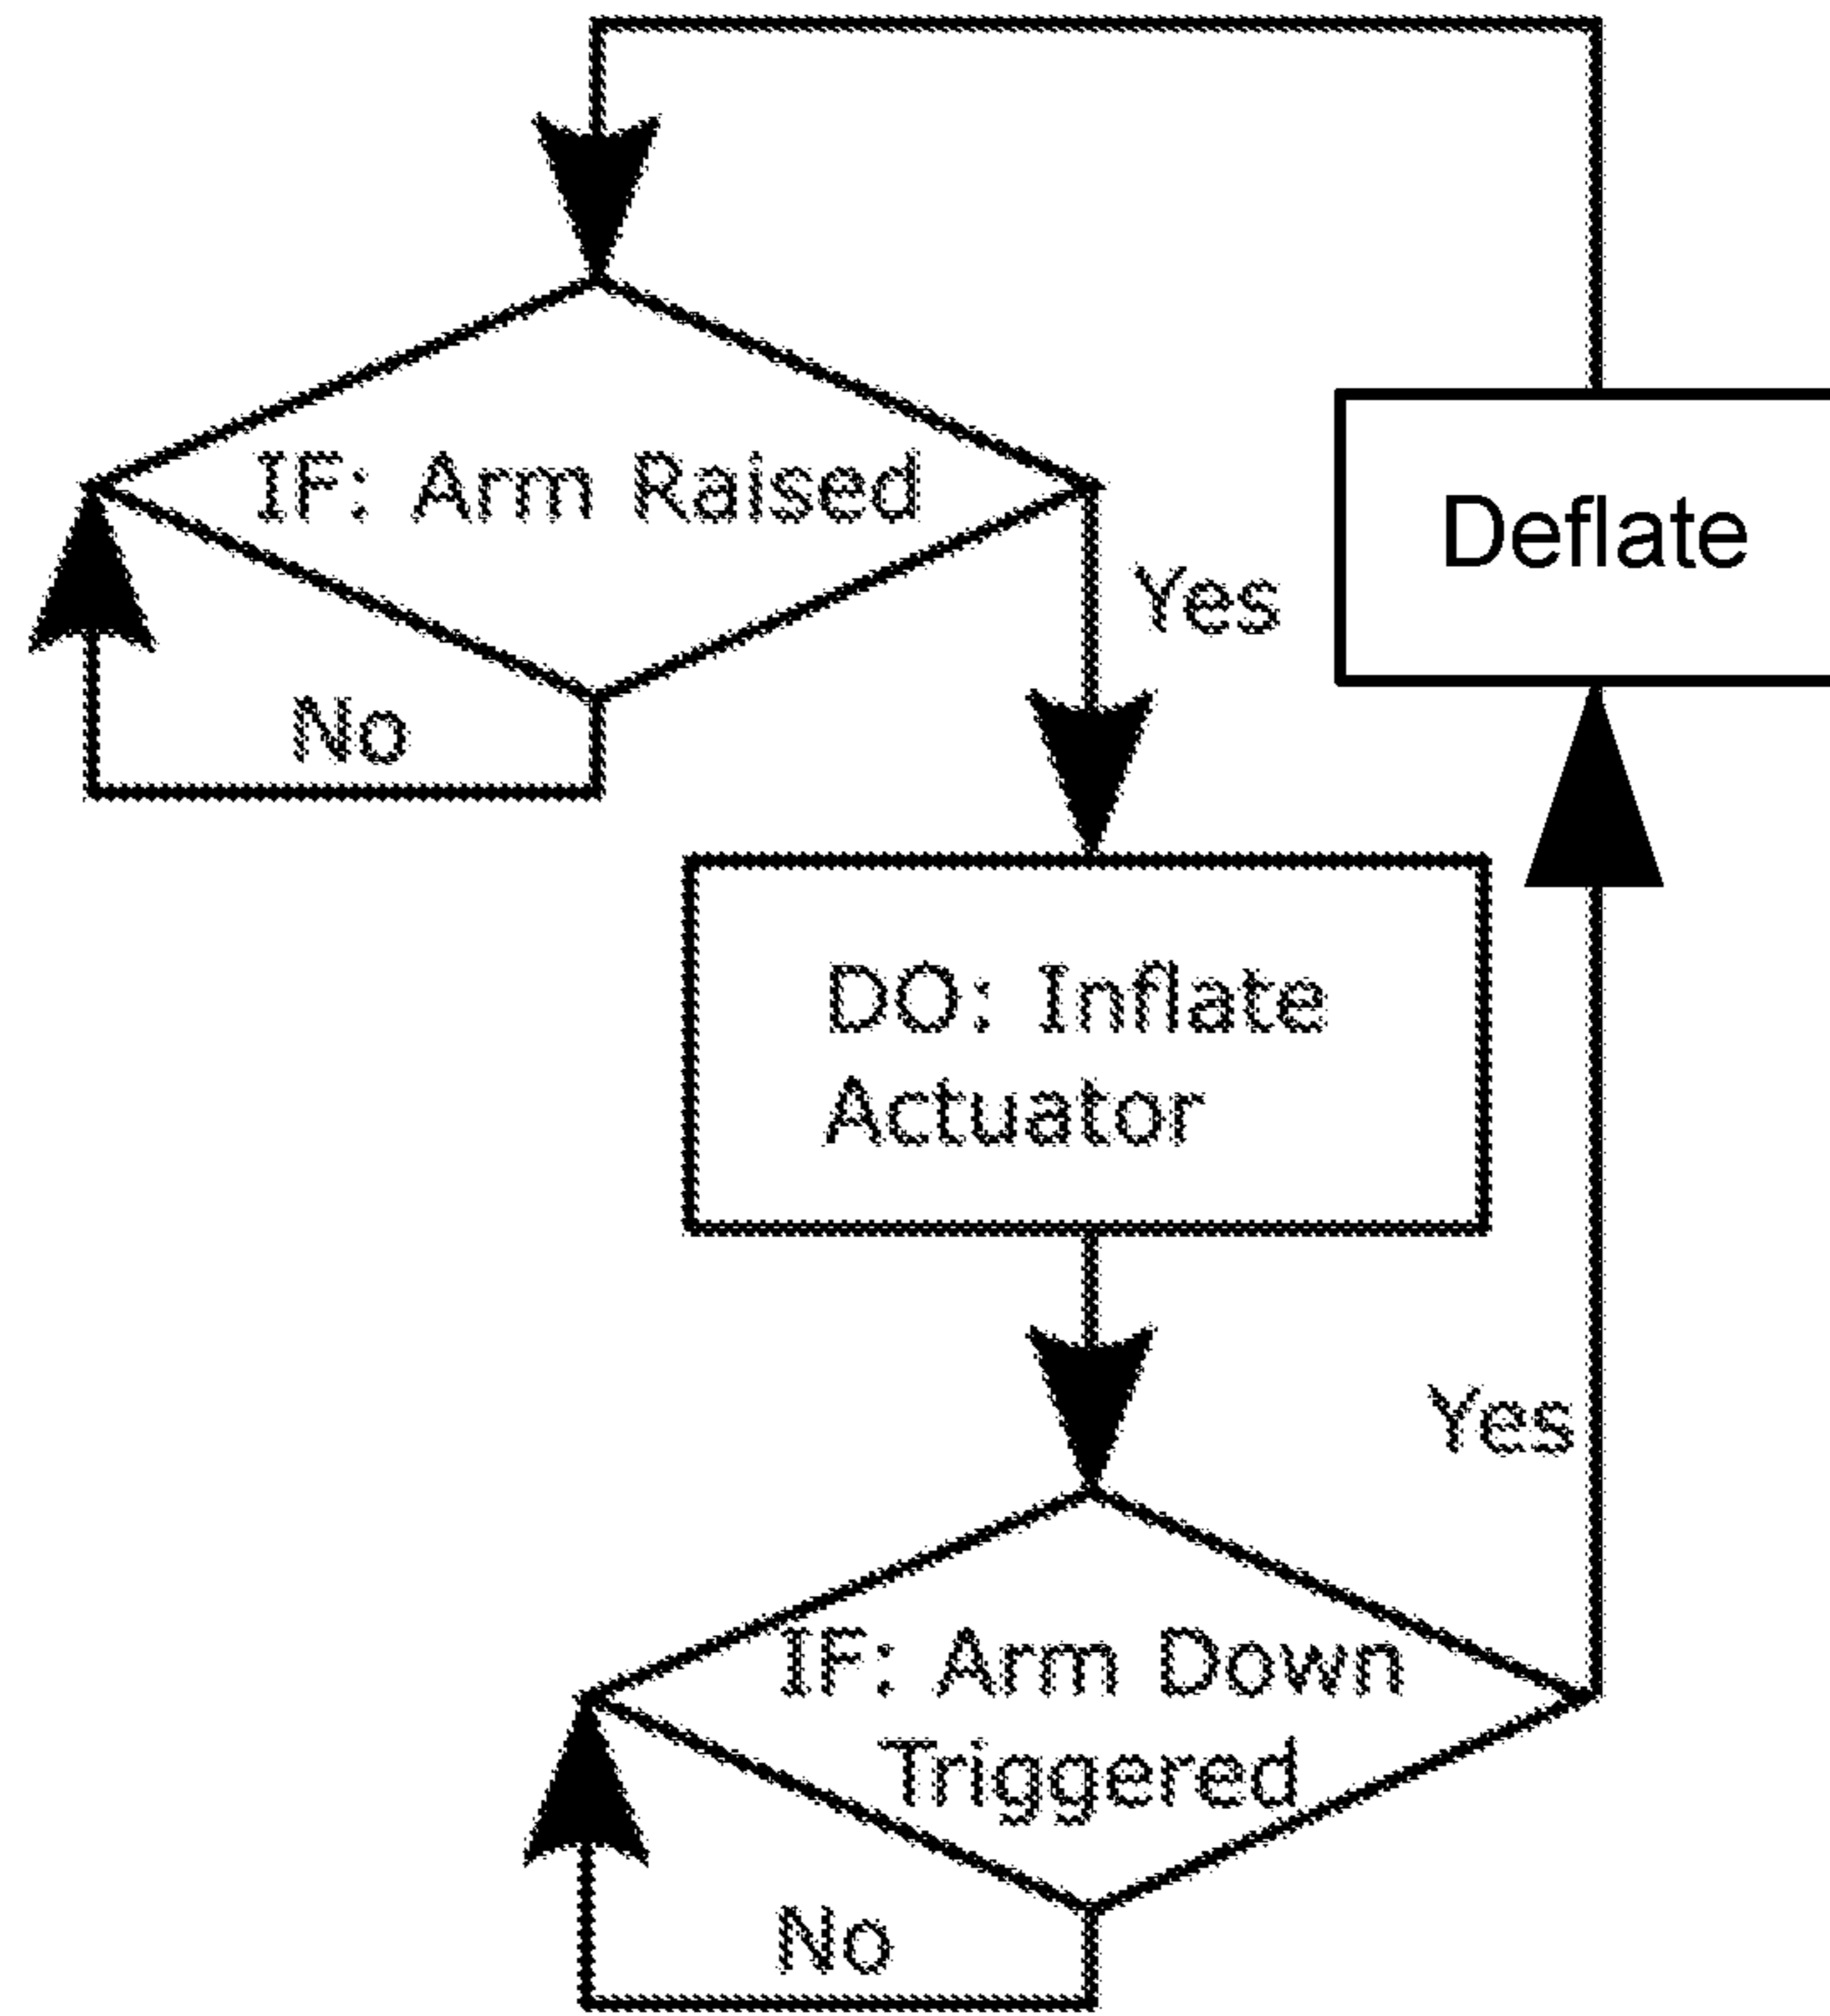 IF: Arm Raised
Yes
Deflate
No
DO: Inflate
Actuator
Yes
IF: Arm Down
Triggered
No